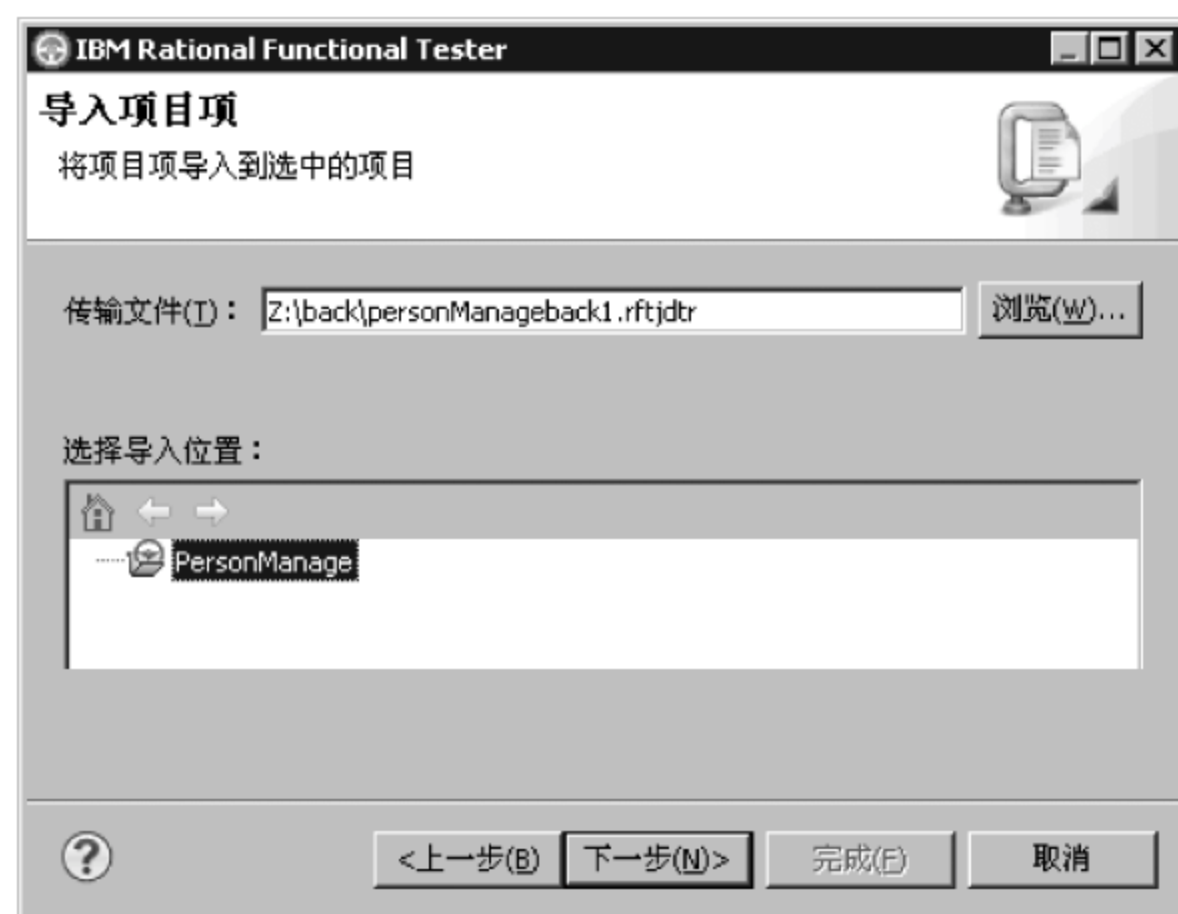 IBM Rational Functional Tester
导入项目项
将项目项导入到选中的项目
传输文件(T)： Z:\back\personManageback1.rftjdtr 浏览(W)...
选择导入位置：
PersonManage
<上一步(B) 下一步(N)> 完成(F) 取消